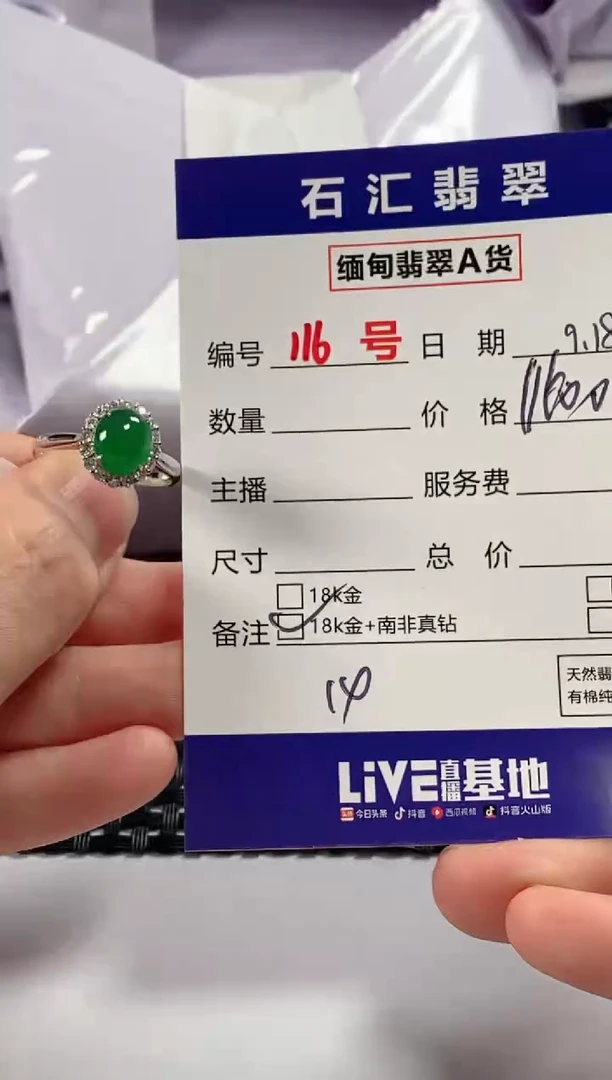 石汇翡翠
缅甸翡翠A货
编号 116 号 日 期 9.18
数量 价 格 11600
主播 服务费
尺寸 总 价
18k金
备注 18k金+南非真钻
14
天然翡
有棉纯
LiVE直播基地
头条 今日头条 抖音 西瓜视频 抖音火山版